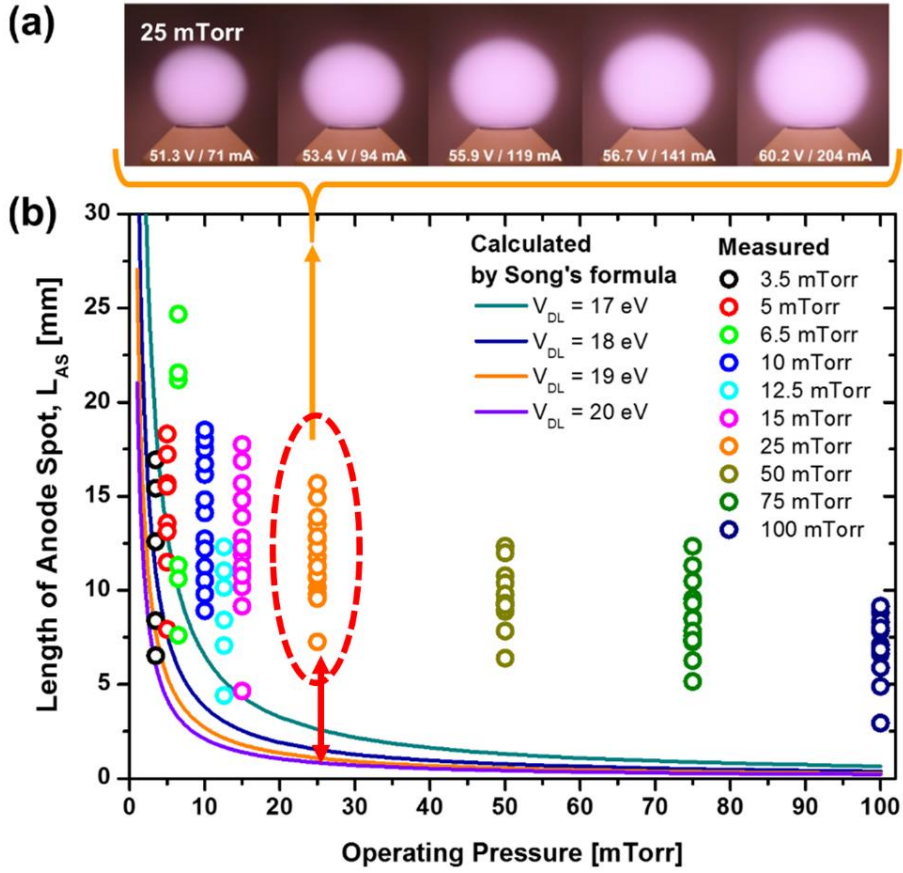 (a)
25 mTorr
51.3 V / 71 mA 53.4 V / 94 mA 55.9 V / 119 mA 56.7 V / 141 mA 60.2 V / 204 mA
(b)
Length of Anode Spot, L_AS [mm]
30
25
20
15
10
5
0
Calculated
by Song's formula
V_DL = 17 eV
V_DL = 18 eV
V_DL = 19 eV
V_DL = 20 eV
Measured
3.5 mTorr
5 mTorr
6.5 mTorr
10 mTorr
12.5 mTorr
15 mTorr
25 mTorr
50 mTorr
75 mTorr
100 mTorr
0 10 20 30 40 50 60 70 80 90 100
Operating Pressure [mTorr]